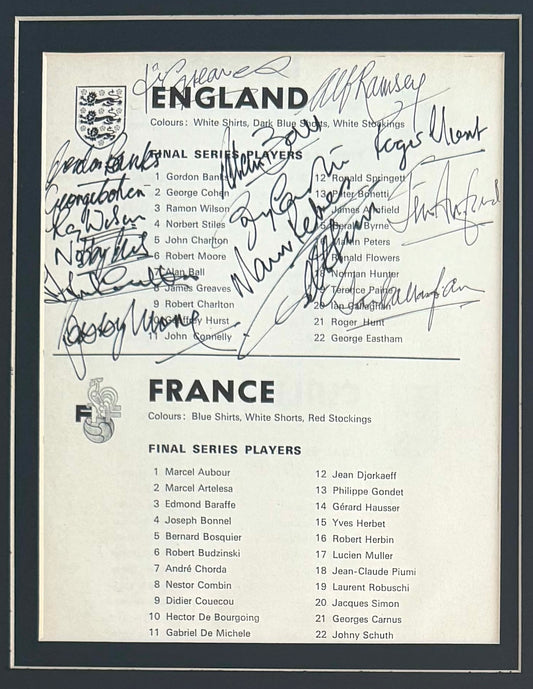 Alf Ramsey
ENGLAND
Colours: White Shirts, Dark Blue Shorts, White Stockings
Roger Hunt
FINAL SERIES PLAYERS
Gordon Banks
George Cohen
Ray Wilson
Nobby Stiles
Bobby Moore
Martin Peters
Ian Callaghan
1 Gordon Banks
2 George Cohen
3 Ramon Wilson
4 Norbert Stiles
5 John Charlton
6 Robert Moore
7 Alan Ball
8 James Greaves
9 Robert Charlton
10 Geoffrey Hurst
11 John Connelly
12 Ronald Springett
13 Peter Bonetti
James Armfield
Gerald Byrne
Martin Peters
Ronald Flowers
18 Norman Hunter
19 Terence Paine
20 Ian Callaghan
21 Roger Hunt
22 George Eastham
F F
FRANCE
Colours: Blue Shirts, White Shorts, Red Stockings
FINAL SERIES PLAYERS
1 Marcel Aubour
2 Marcel Artelesa
3 Edmond Baraffe
4 Joseph Bonnel
5 Bernard Bosquier
6 Robert Budzinski
7 André Chorda
8 Nestor Combin
9 Didier Couecou
10 Hector De Bourgoing
11 Gabriel De Michele
12 Jean Djorkaeff
13 Philippe Gondet
14 Gérard Hausser
15 Yves Herbet
16 Robert Herbin
17 Lucien Muller
18 Jean-Claude Piumi
19 Laurent Robuschi
20 Jacques Simon
21 Georges Carnus
22 Johny Schuth